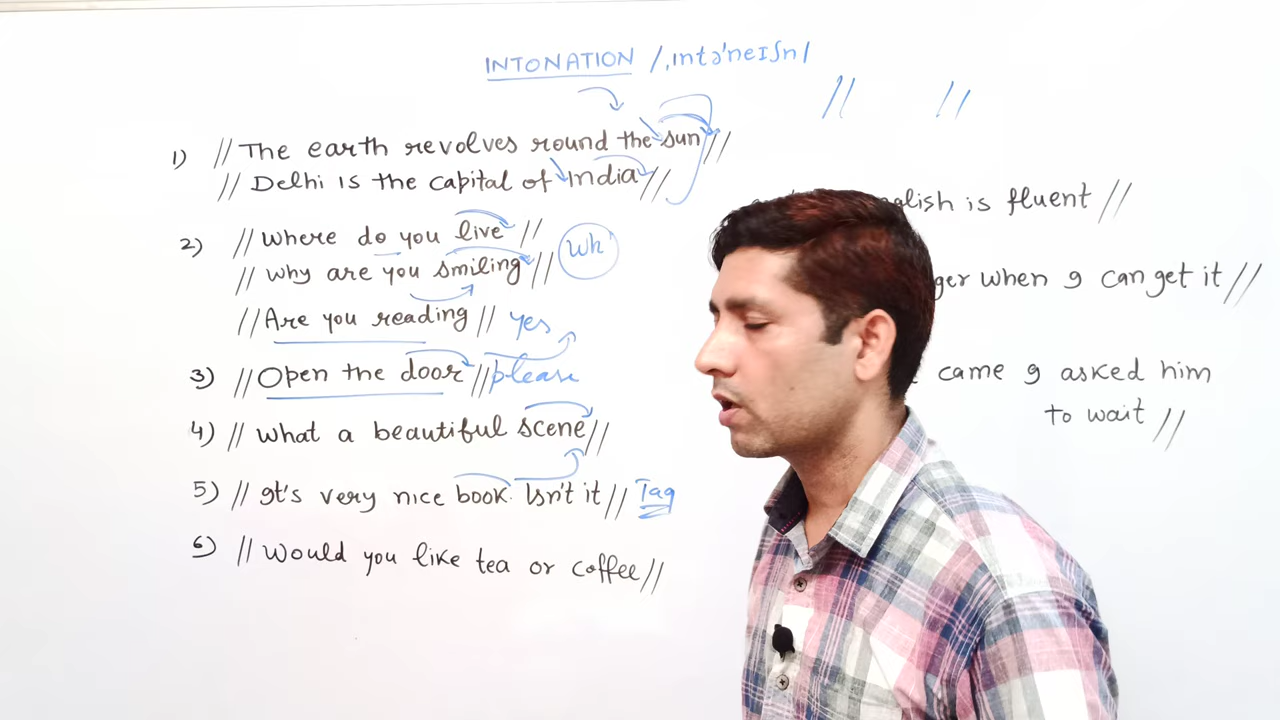 INTONATION /ˌɪntəˈneɪʃn/
// //
1) // The earth revolves round the sun //
// Delhi is the capital of India //
2) // Where do you live //
// why are you smiling // Wh'
// Are you reading // yes
3) // Open the door // please
4) // What a beautiful scene //
5) // It's very nice book. Isn't it // Tag
6) // Would you like tea or coffee //
is fluent //
when I can get it //
came I asked him
to wait //